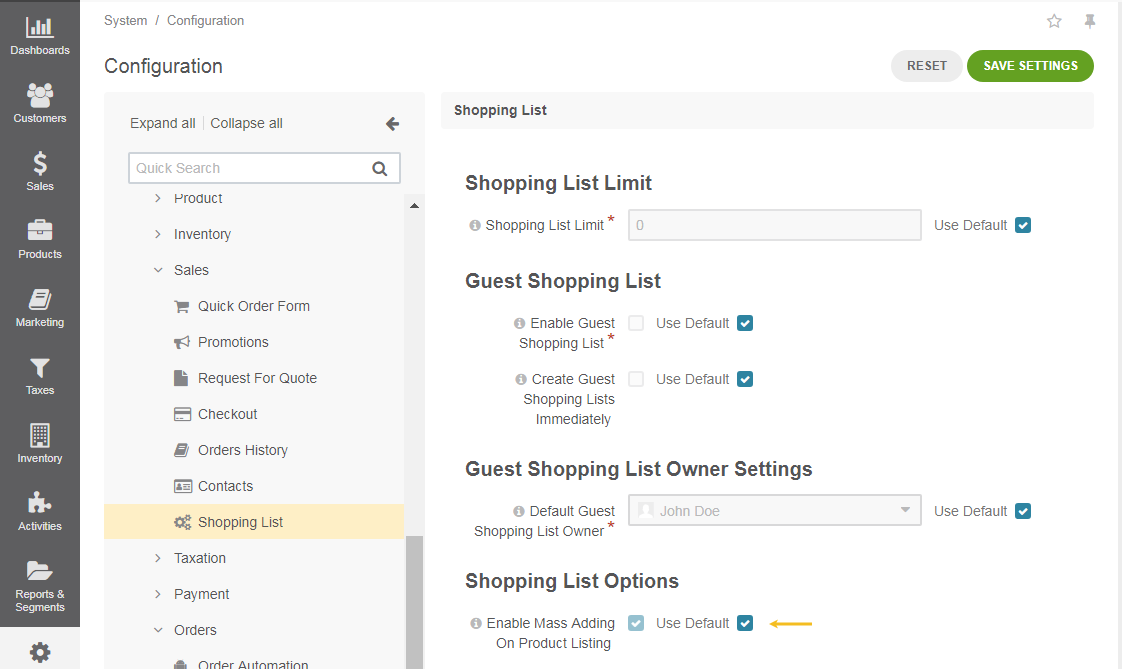 Dashboards
Customers
Sales
Products
Marketing
Taxes
Inventory
Activities
Reports &
Segments
System / Configuration
Configuration
RESET
SAVE SETTINGS
Expand all | Collapse all
Quick Search
Product
Inventory
Sales
Quick Order Form
Promotions
Request For Quote
Checkout
Orders History
Contacts
Shopping List
Taxation
Payment
Orders
Order Automation
Shopping List
Shopping List Limit
Shopping List Limit * 0 Use Default
Guest Shopping List
Enable Guest Use Default
Shopping List *
Create Guest Use Default
Shopping Lists
Immediately
Guest Shopping List Owner Settings
Default Guest John Doe Use Default
Shopping List Owner *
Shopping List Options
Enable Mass Adding Use Default
On Product Listing